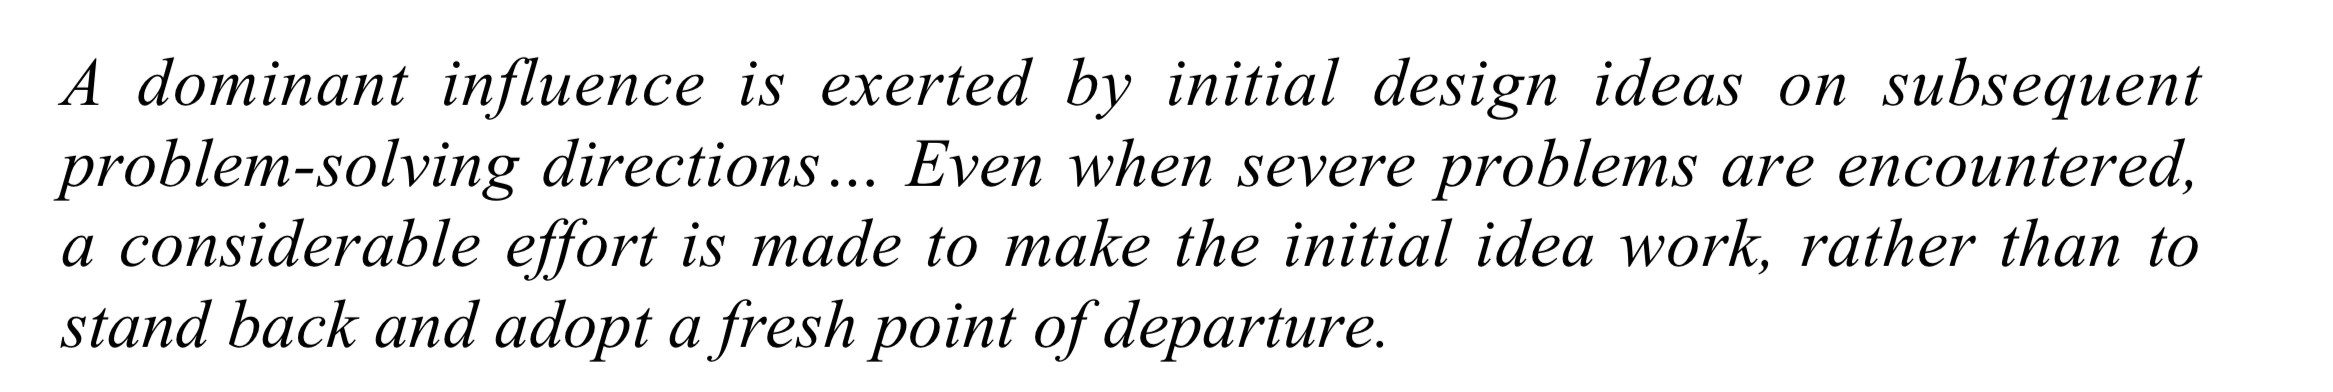 A dominant influence is exerted by initial design ideas on subsequent
problem-solving directions... Even when severe problems are encountered,
a considerable effort is made to make the initial idea work, rather than to
stand back and adopt a fresh point of departure.